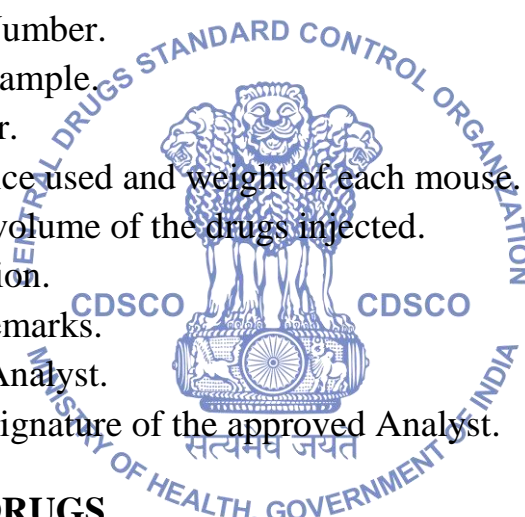 Number.
ample.
r.
ice used and weight of each mouse.
volume of the drugs injected.
ion.
emarks.
Analyst.
ignature of the approved Analyst.
DRUGS
CENTRAL DRUGS STANDARD CONTROL ORGANIZATION
CDSCO CDSCO
सत्यमेव जयते
MINISTRY OF HEALTH, GOVERNMENT OF INDIA